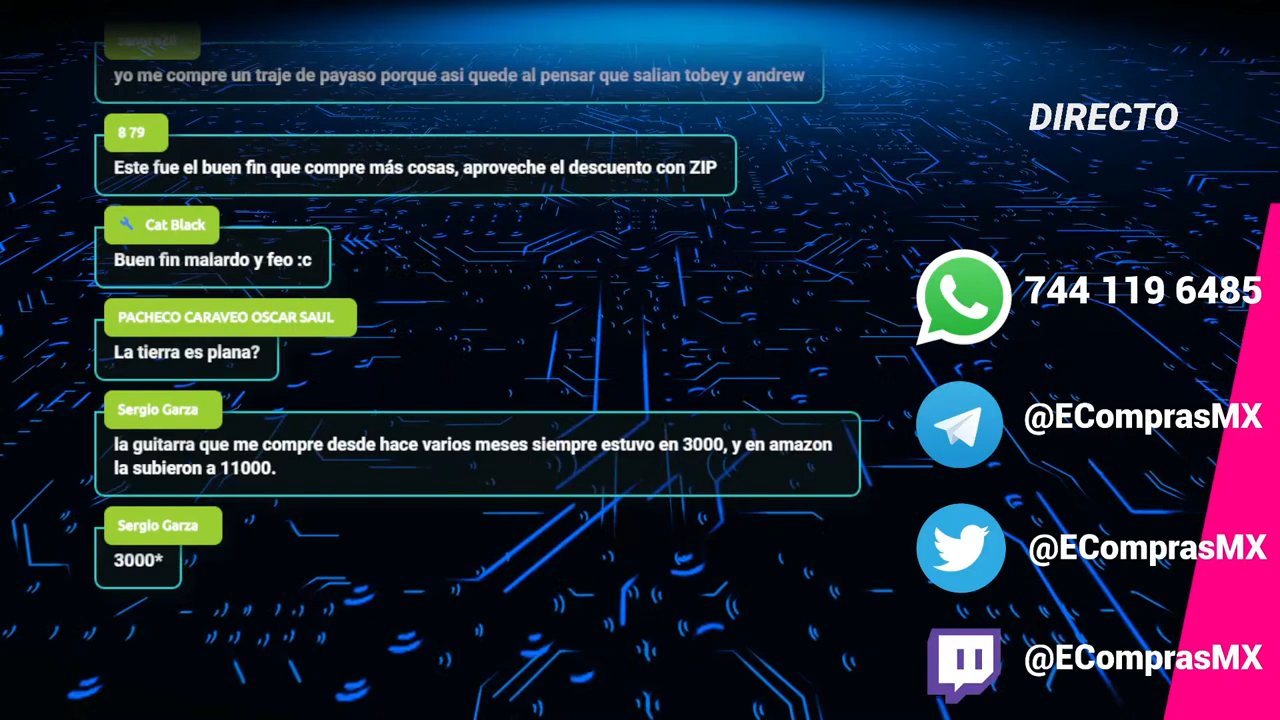 yo me compre un traje de payaso porque asi quede al pensar que salian tobey y andrew
8 79
Este fue el buen fin que compre más cosas, aproveche el descuento con ZIP
Cat Black
Buen fin malardo y feo :c
PACHECO CARAVEO OSCAR SAUL
La tierra es plana?
Sergio Garza
la guitarra que me compre desde hace varios meses siempre estuvo en 3000, y en amazon
la subieron a 11000.
Sergio Garza
3000*
DIRECTO
744 119 6485
@EComprasMX
@EComprasMX
@EComprasMX